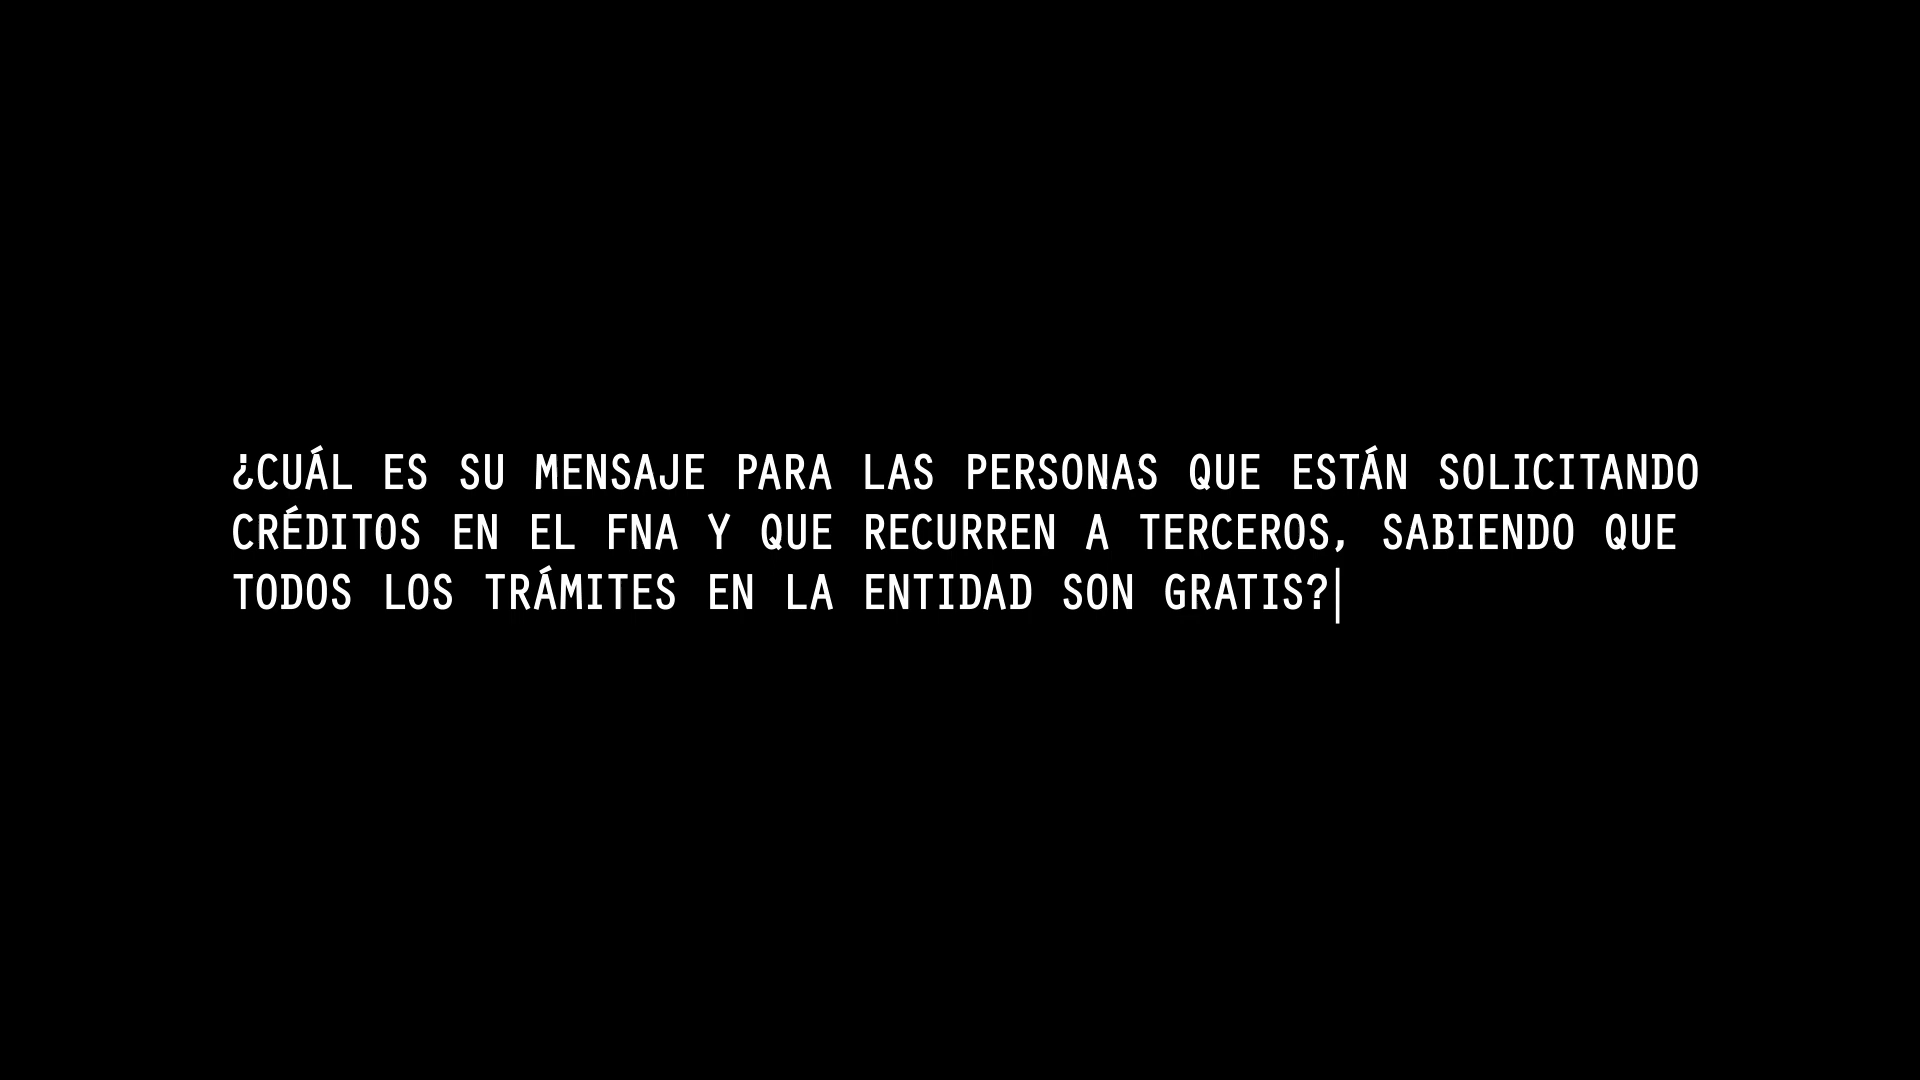 ¿CUÁL ES SU MENSAJE PARA LAS PERSONAS QUE ESTÁN SOLICITANDO
CRÉDITOS EN EL FNA Y QUE RECURREN A TERCEROS, SABIENDO QUE
TODOS LOS TRÁMITES EN LA ENTIDAD SON GRATIS?